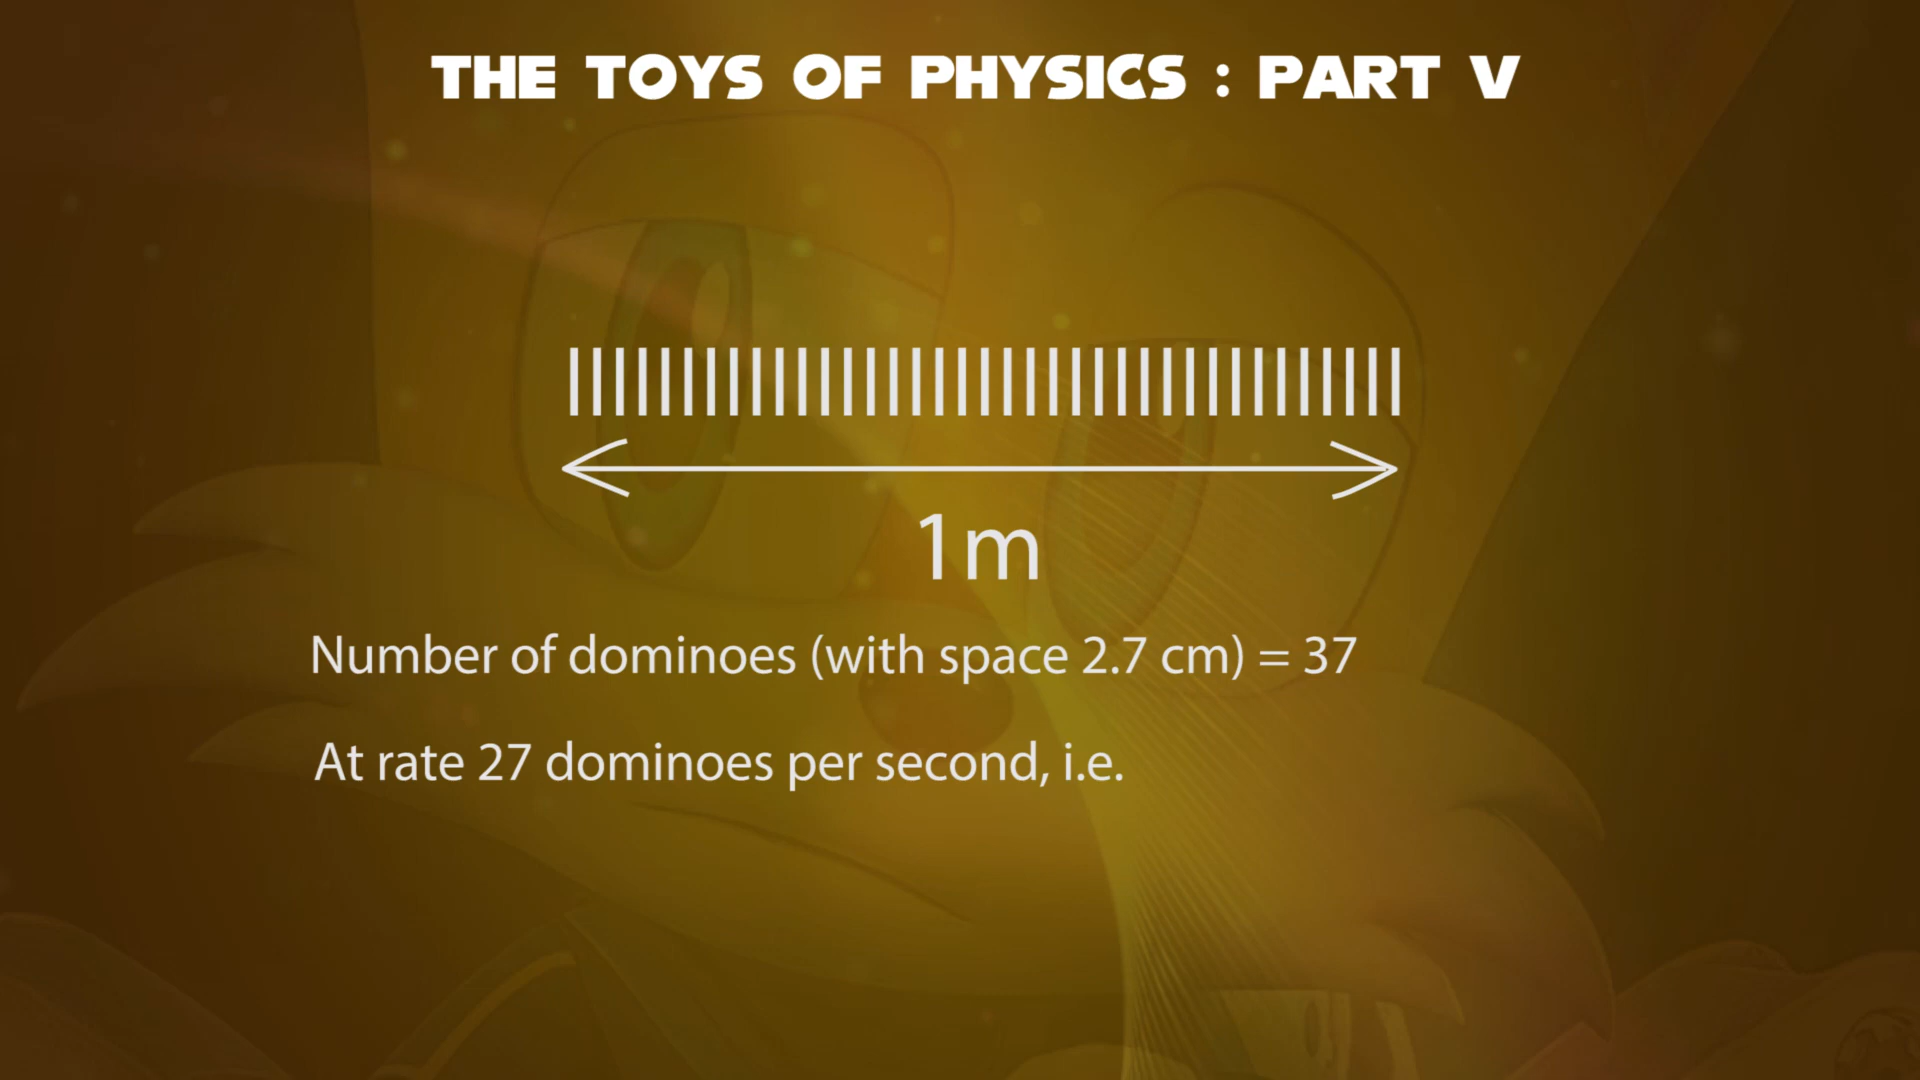 THE TOYS OF PHYSICS : PART V
1m
Number of dominoes (with space 2.7 cm) = 37
At rate 27 dominoes per second, i.e.